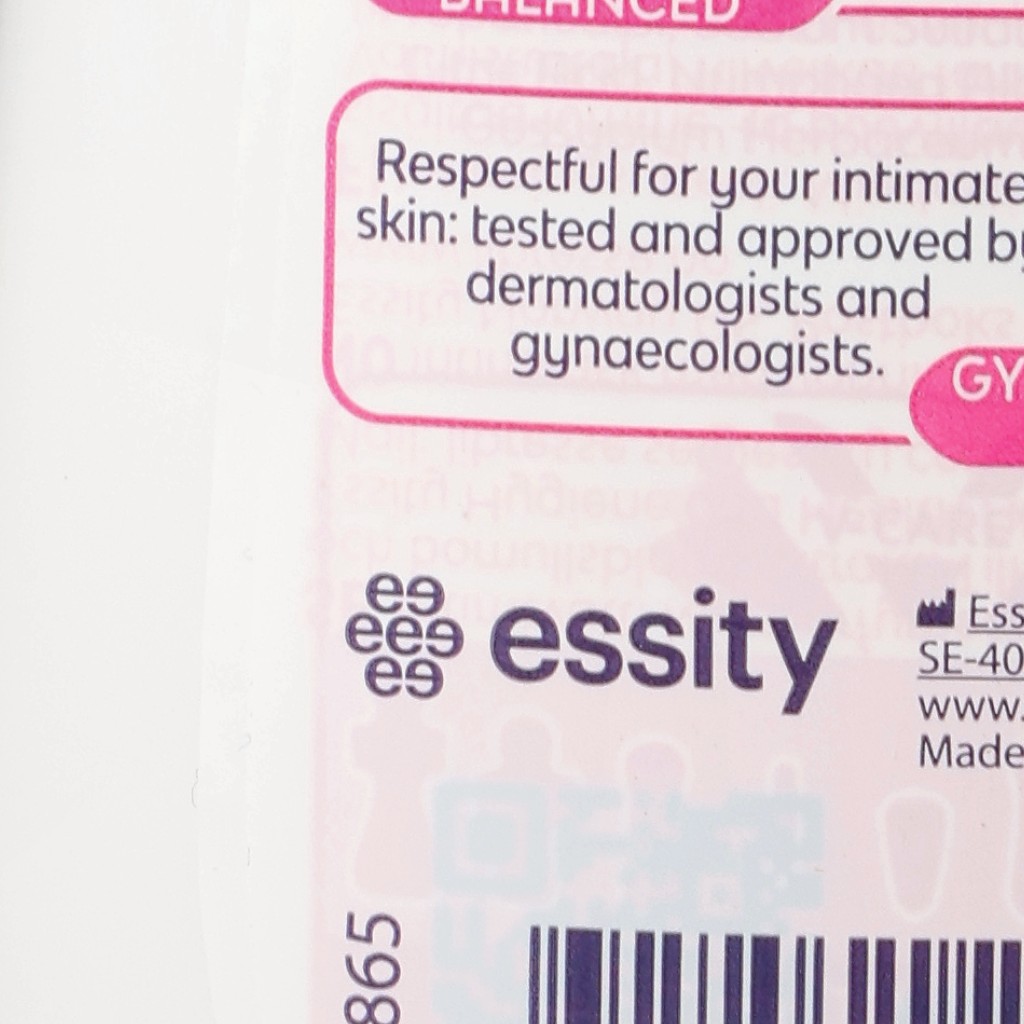 BALANCED
Respectful for your intimate
skin: tested and approved by
dermatologists and
gynaecologists.
GY
essity
Ess
SE-40
www.
Made
865